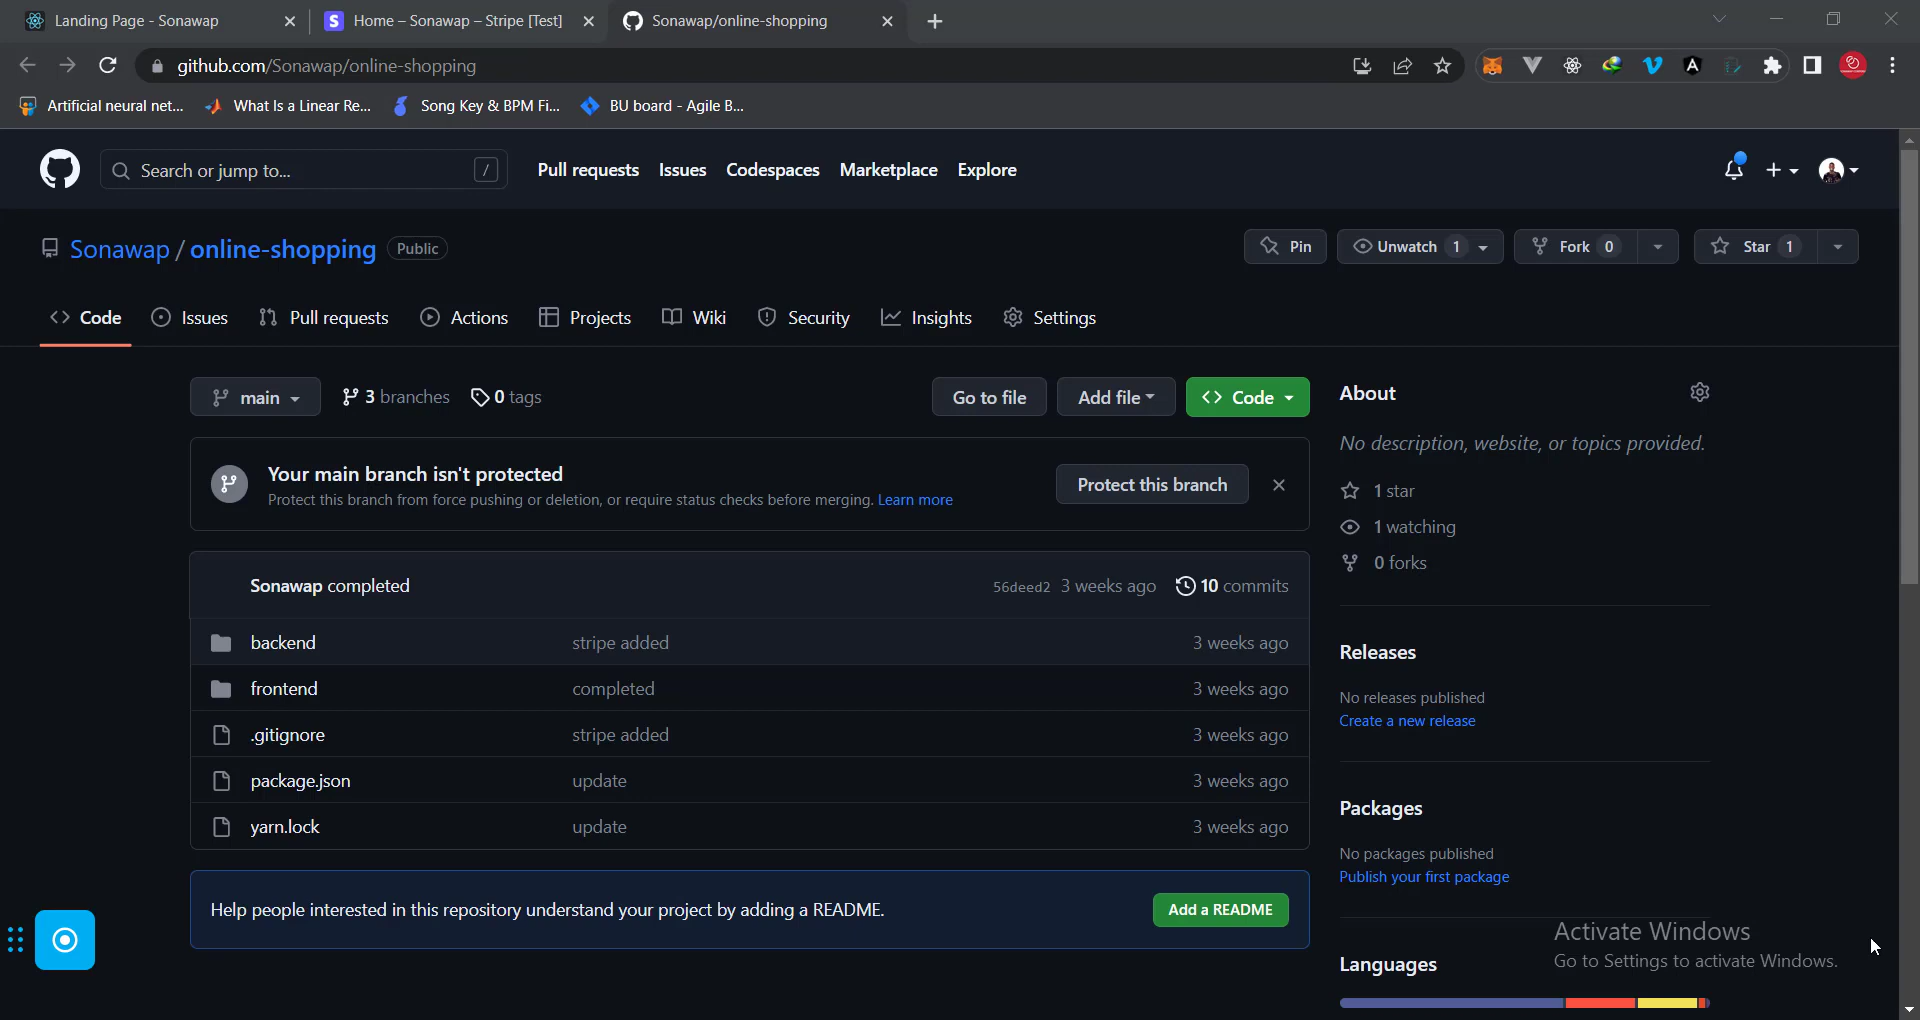 Landing Page - Sonawap
Home – Sonawap – Stripe [Test]
Sonawap/online-shopping
github.com/Sonawap/online-shopping
Artificial neural net...
What Is a Linear Re...
Song Key & BPM Fi...
BU board - Agile B...
Search or jump to...
/
Pull requests
Issues
Codespaces
Marketplace
Explore
Sonawap / online-shopping
Public
Pin
Unwatch 1
Fork 0
Star 1
Code
Issues
Pull requests
Actions
Projects
Wiki
Security
Insights
Settings
main
3 branches
0 tags
Go to file
Add file
Code
Your main branch isn't protected
Protect this branch from force pushing or deletion, or require status checks before merging. Learn more
Protect this branch
Sonawap completed
56deed2 3 weeks ago
10 commits
backend
stripe added
3 weeks ago
frontend
completed
3 weeks ago
.gitignore
stripe added
3 weeks ago
package.json
update
3 weeks ago
yarn.lock
update
3 weeks ago
Help people interested in this repository understand your project by adding a README.
Add a README
About
No description, website, or topics provided.
1 star
1 watching
0 forks
Releases
No releases published
Create a new release
Packages
No packages published
Publish your first package
Languages
Activate Windows
Go to Settings to activate Windows.